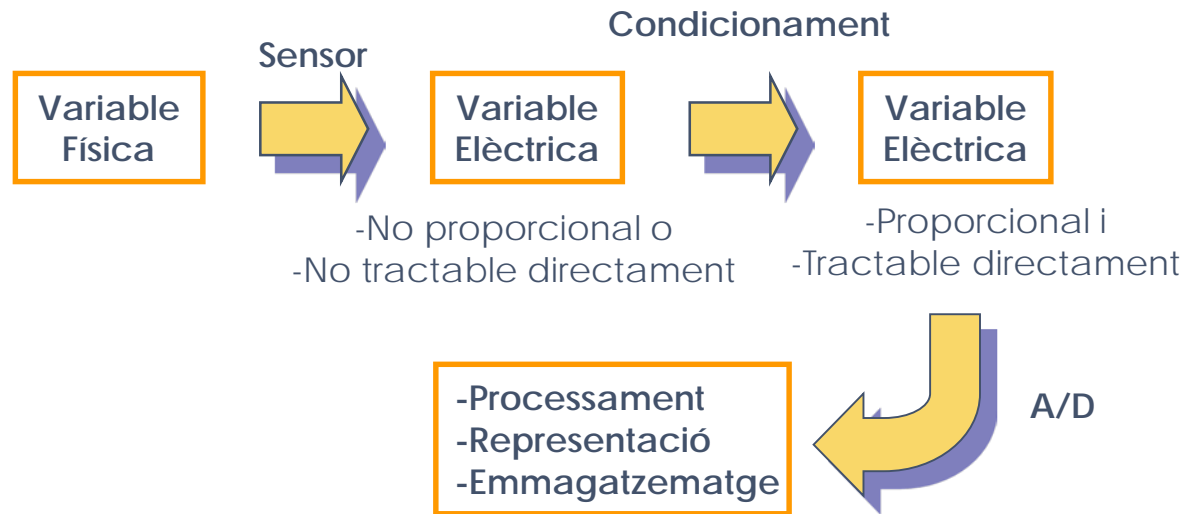 Condicionament
Sensor
Variable
Física
Variable
Elèctrica
Variable
Elèctrica
-No proporcional o
-No tractable directament
-Proporcional i
-Tractable directament
A/D
-Processament
-Representació
-Emmagatzematge